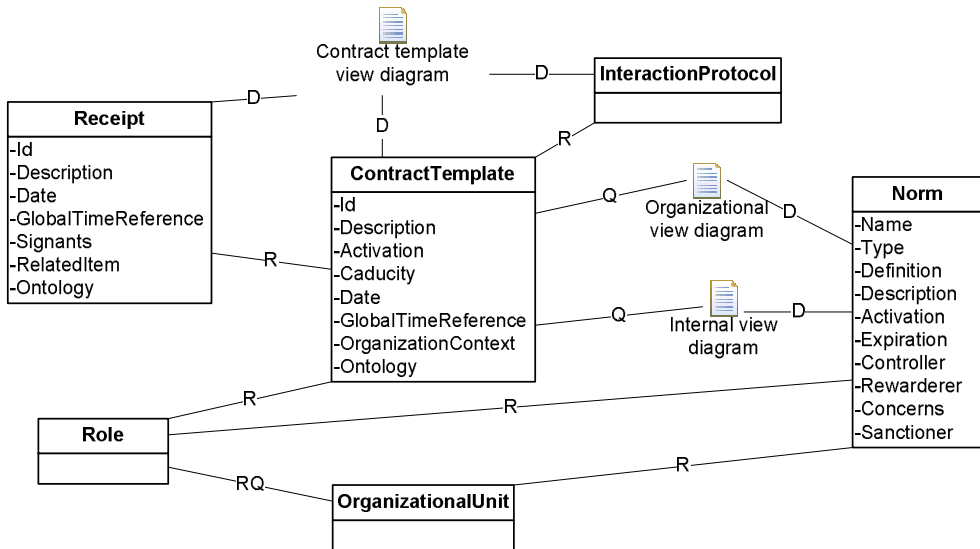 Contract template
view diagram
D
D
D
InteractionProtocol
Receipt
-Id
-Description
-Date
-GlobalTimeReference
-Signants
-RelatedItem
-Ontology
R
R
ContractTemplate
-Id
-Description
-Activation
-Caducity
-Date
-GlobalTimeReference
-OrganizationContext
-Ontology
Q
Organizational
view diagram
D
Q
Internal view
diagram
D
Norm
-Name
-Type
-Definition
-Description
-Activation
-Expiration
-Controller
-Rewarderer
-Concerns
-Sanctioner
R
R
Role
RQ
R
OrganizationalUnit